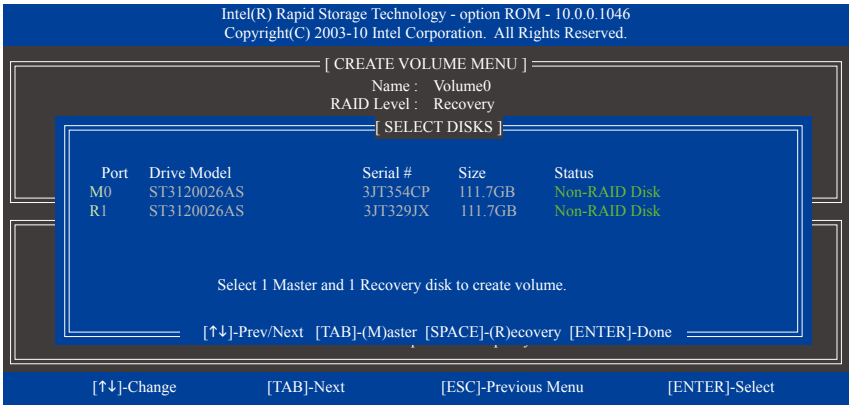 Intel(R) Rapid Storage Technology - option ROM - 10.0.0.1046
Copyright(C) 2003-10 Intel Corporation. All Rights Reserved.
[ CREATE VOLUME MENU ]
Name : Volume0
RAID Level : Recovery
[ SELECT DISKS ]
Port Drive Model Serial # Size Status
M0 ST3120026AS 3JT354CP 111.7GB Non-RAID Disk
R1 ST3120026AS 3JT329JX 111.7GB Non-RAID Disk
Select 1 Master and 1 Recovery disk to create volume.
[↑↓]-Prev/Next [TAB]-(M)aster [SPACE]-(R)ecovery [ENTER]-Done
[↑↓]-Change [TAB]-Next [ESC]-Previous Menu [ENTER]-Select